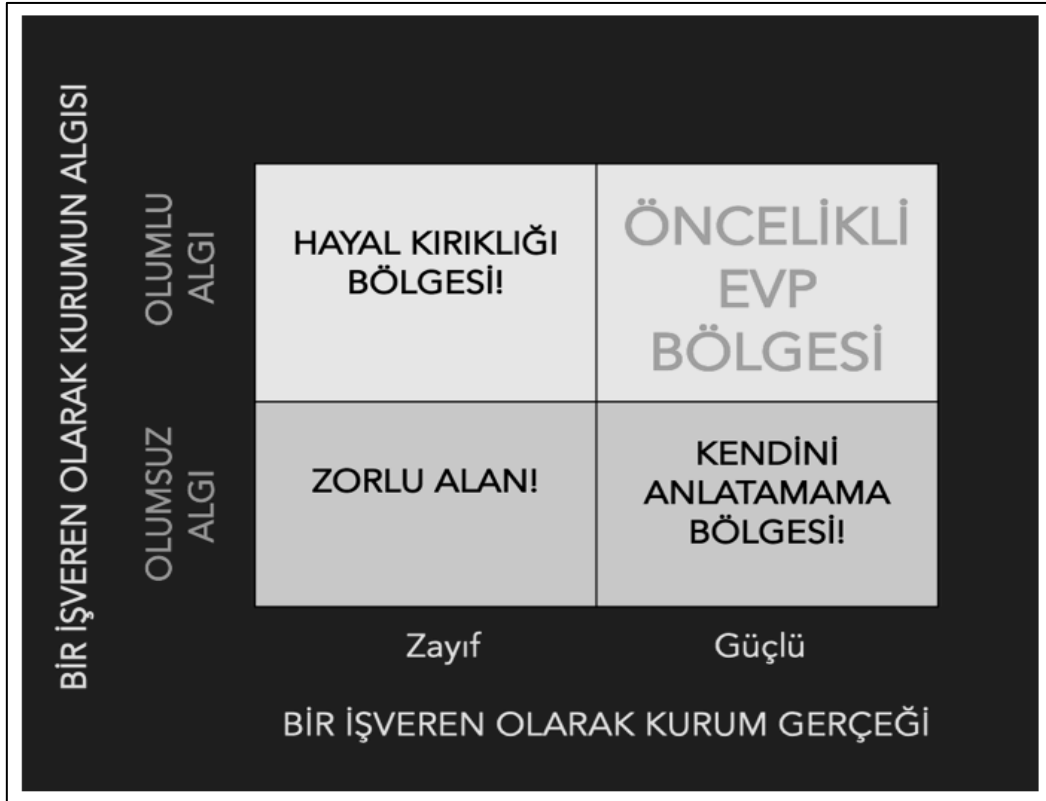 BİR İŞVEREN OLARAK KURUMUN ALGISI
OLUMLU
ALGI
HAYAL KIRIKLIĞI
BÖLGESİ!
ÖNCELİKLİ
EVP
BÖLGESİ
OLUMSUZ
ALGI
ZORLU ALAN!
KENDİNİ
ANLATAMAMA
BÖLGESİ!
Zayıf
Güçlü
BİR İŞVEREN OLARAK KURUM GERÇEĞİ